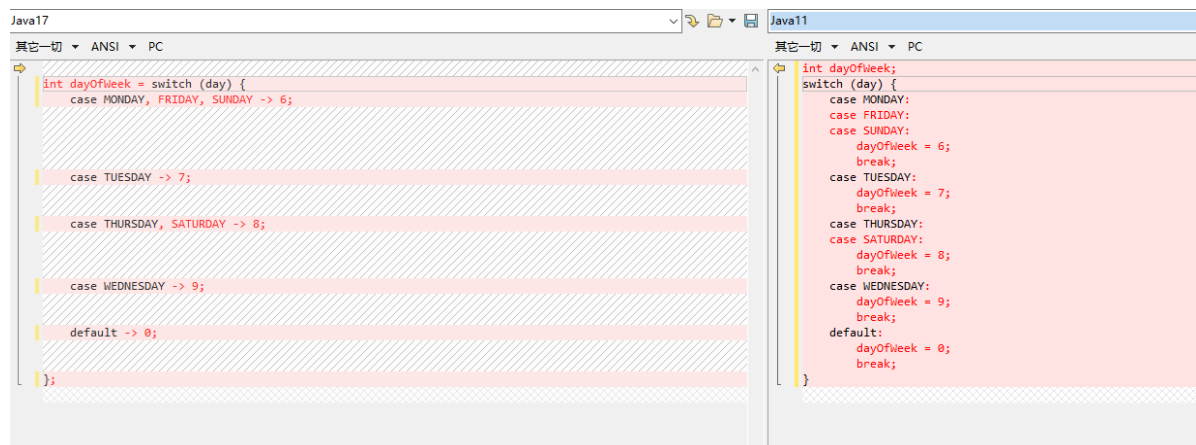 Java17
其它一切 ANSI PC
int dayOfWeek = switch (day) {
case MONDAY, FRIDAY, SUNDAY -> 6;
case TUESDAY -> 7;
case THURSDAY, SATURDAY -> 8;
case WEDNESDAY -> 9;
default -> 0;
};
Java11
其它一切 ANSI PC
int dayOfWeek;
switch (day) {
case MONDAY:
case FRIDAY:
case SUNDAY:
dayOfWeek = 6;
break;
case TUESDAY:
dayOfWeek = 7;
break;
case THURSDAY:
case SATURDAY:
dayOfWeek = 8;
break;
case WEDNESDAY:
dayOfWeek = 9;
break;
default:
dayOfWeek = 0;
break;
}